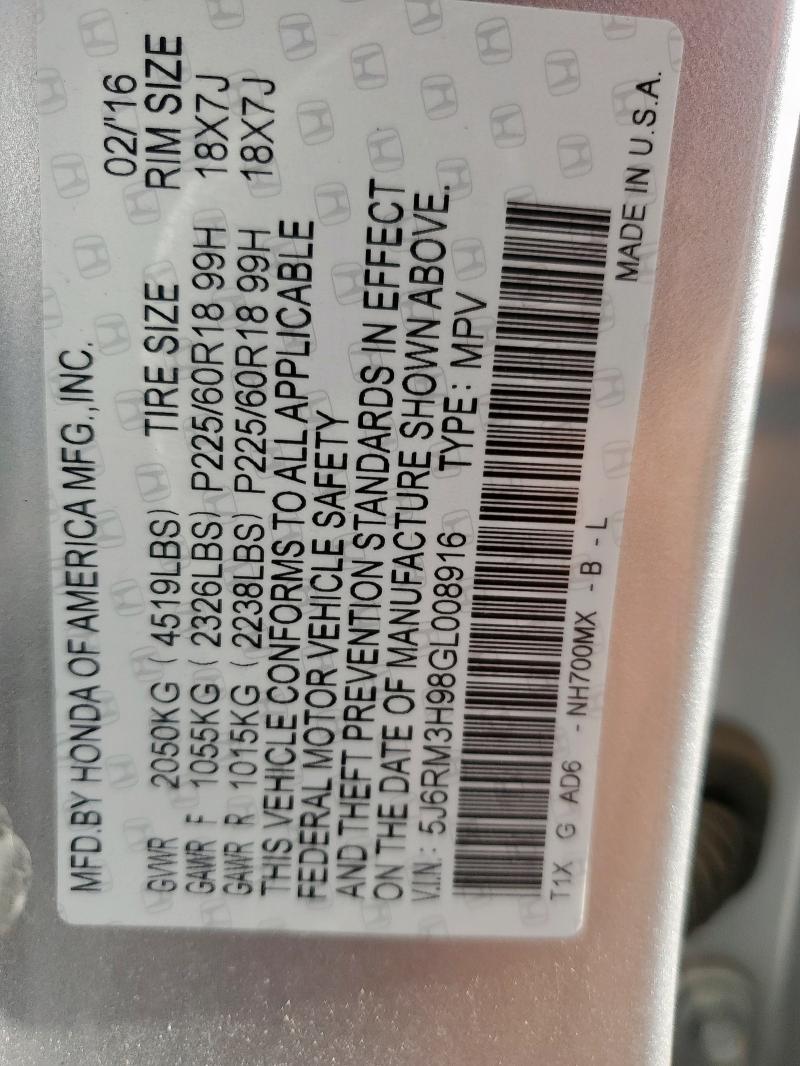 MFD.BY HONDA OF AMERICA MFG.,INC. 02/'16
GVWR 2050KG ( 4519LBS) TIRE SIZE RIM SIZE
GAWR F 1055KG ( 2326LBS) P225/60R18 99H 18X7J
GAWR R 1015KG ( 2238LBS) P225/60R18 99H 18X7J
THIS VEHICLE CONFORMS TO ALL APPLICABLE
FEDERAL MOTOR VEHICLE SAFETY
AND THEFT PREVENTION STANDARDS IN EFFECT
ON THE DATE OF MANUFACTURE SHOWN ABOVE.
V.I.N.: 5J6RM3H98GL008916 TYPE: MPV
T1X G AD6 - NH700MX - B - L MADE IN U.S.A.